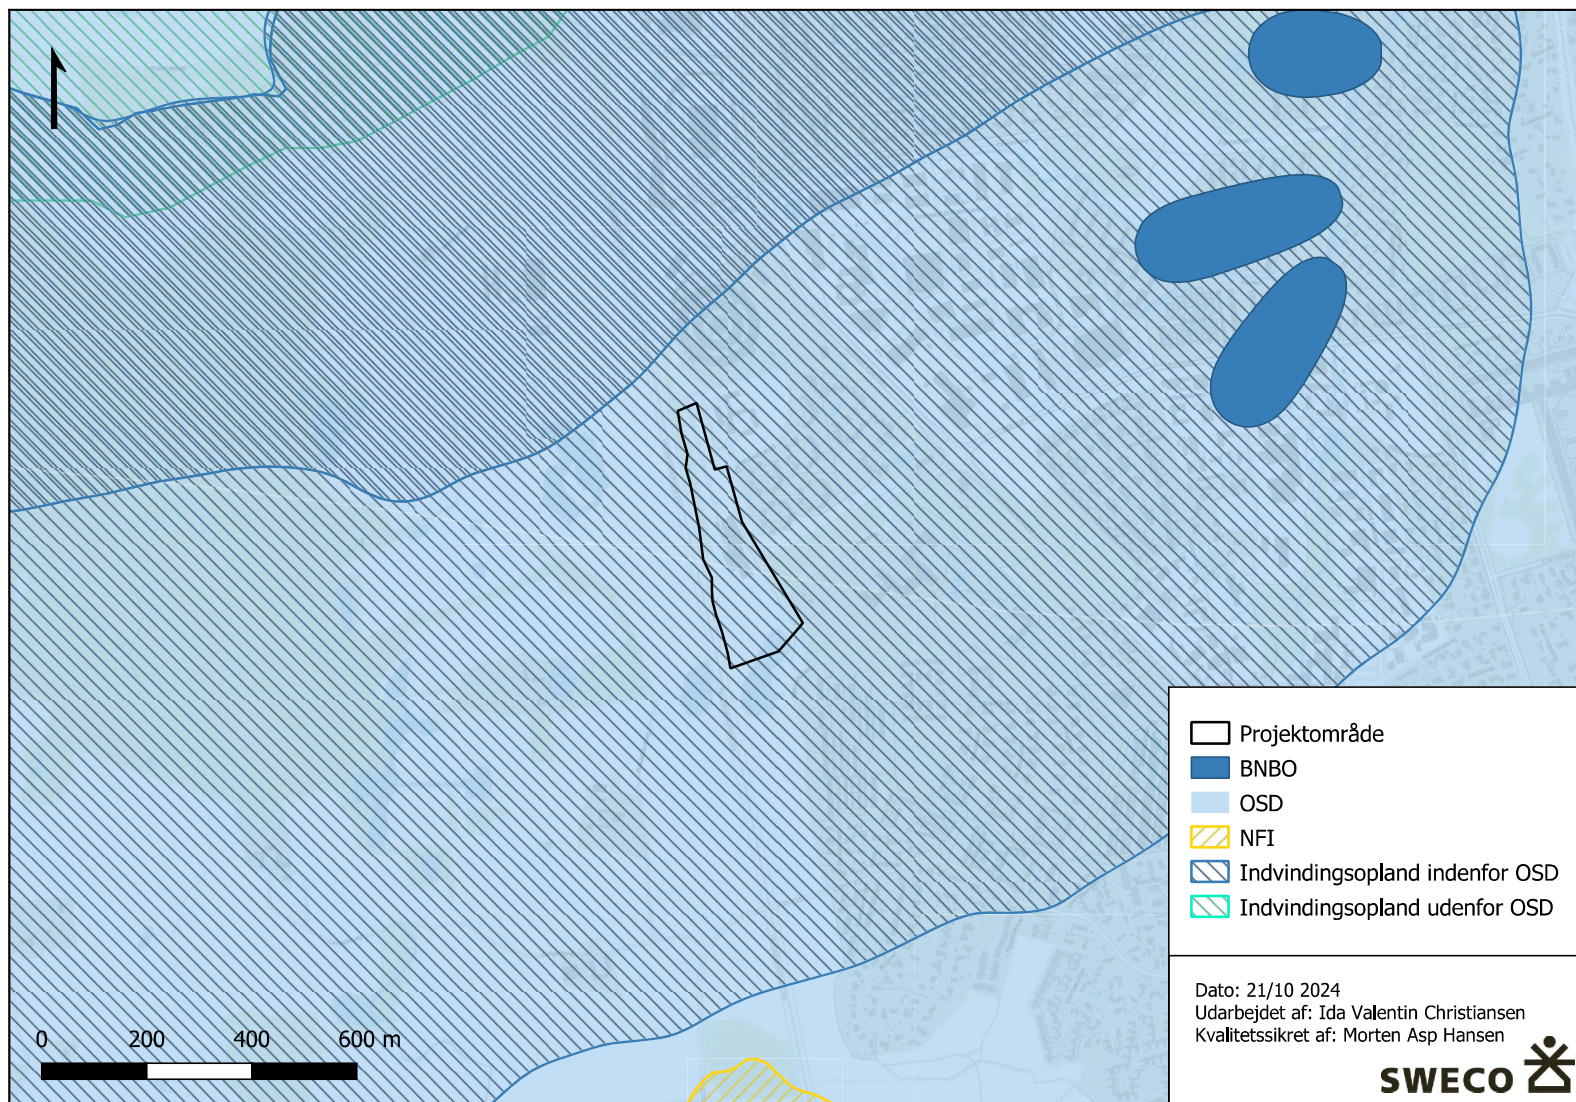 Projektområde
BNBO
OSD
NFI
Indvindingsopland indenfor OSD
Indvindingsopland udenfor OSD
Dato: 21/10 2024
Udarbejdet af: Ida Valentin Christiansen
Kvalitetssikret af: Morten Asp Hansen
0 200 400 600 m
SWECO